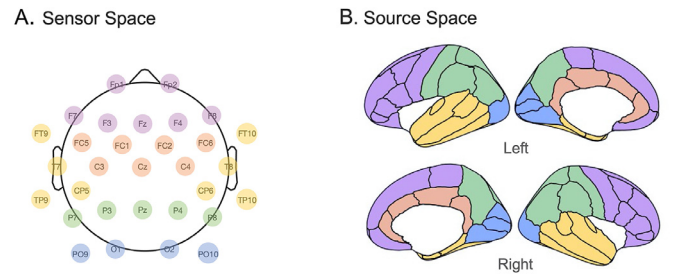 A. Sensor Space
B. Source Space
Fp1 Fp2
F7 F3 Fz F4 F8
FT9 FC5 FC1 FC2 FC6 FT10
T7 C3 Cz C4 T8
TP9 CP5 CP6 TP10
P7 P3 Pz P4 P8
PO9 O1 O2 PO10
Left
Right